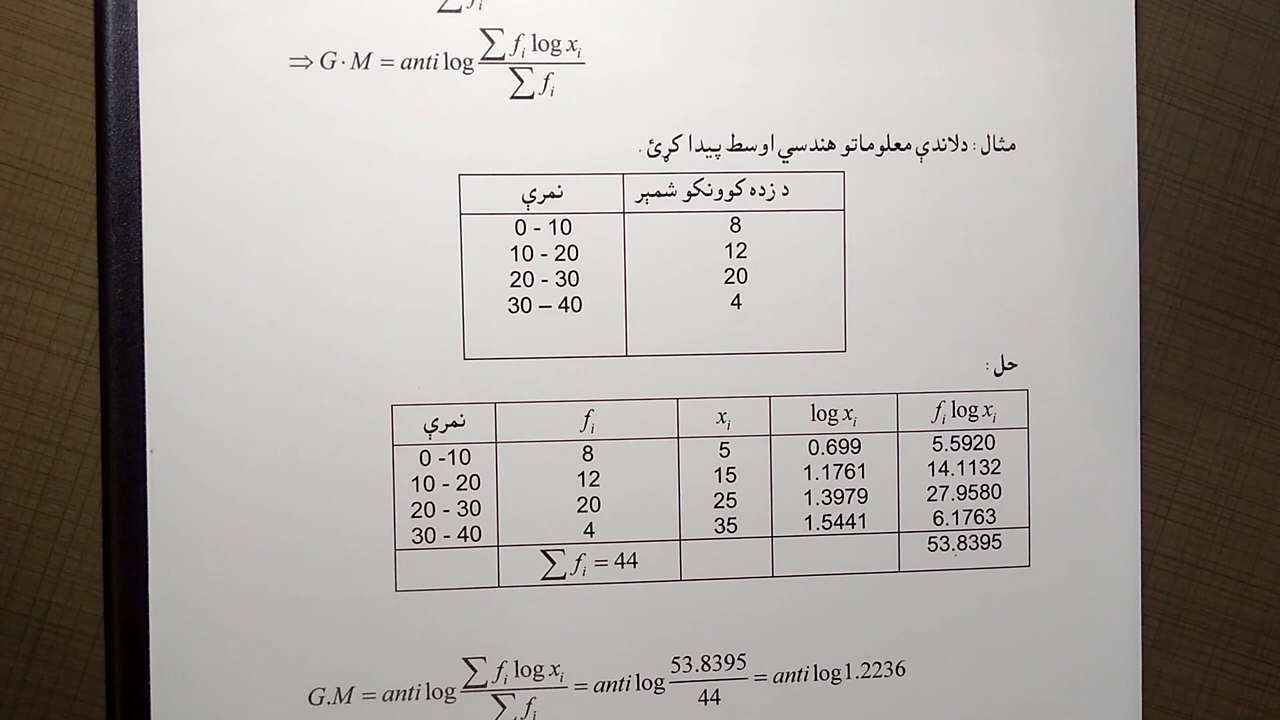 ∑ fᵢ
⇒ G · M = anti log (∑ fᵢ log xᵢ) / (∑ fᵢ)
مثال : دلاندې معلوماتو هندسي اوسط پيدا کړئ .
نمرې د زده کوونکو شمېر
0 - 10 8
10 - 20 12
20 - 30 20
30 – 40 4
حل :
نمرې fᵢ xᵢ log xᵢ fᵢ log xᵢ
0 -10 8 5 0.699 5.5920
10 - 20 12 15 1.1761 14.1132
20 - 30 20 25 1.3979 27.9580
30 - 40 4 35 1.5441 6.1763
∑ fᵢ = 44 53.8395
G.M = anti log (∑ fᵢ log xᵢ) / (∑ fᵢ) = anti log 53.8395 / 44 = anti log1.2236